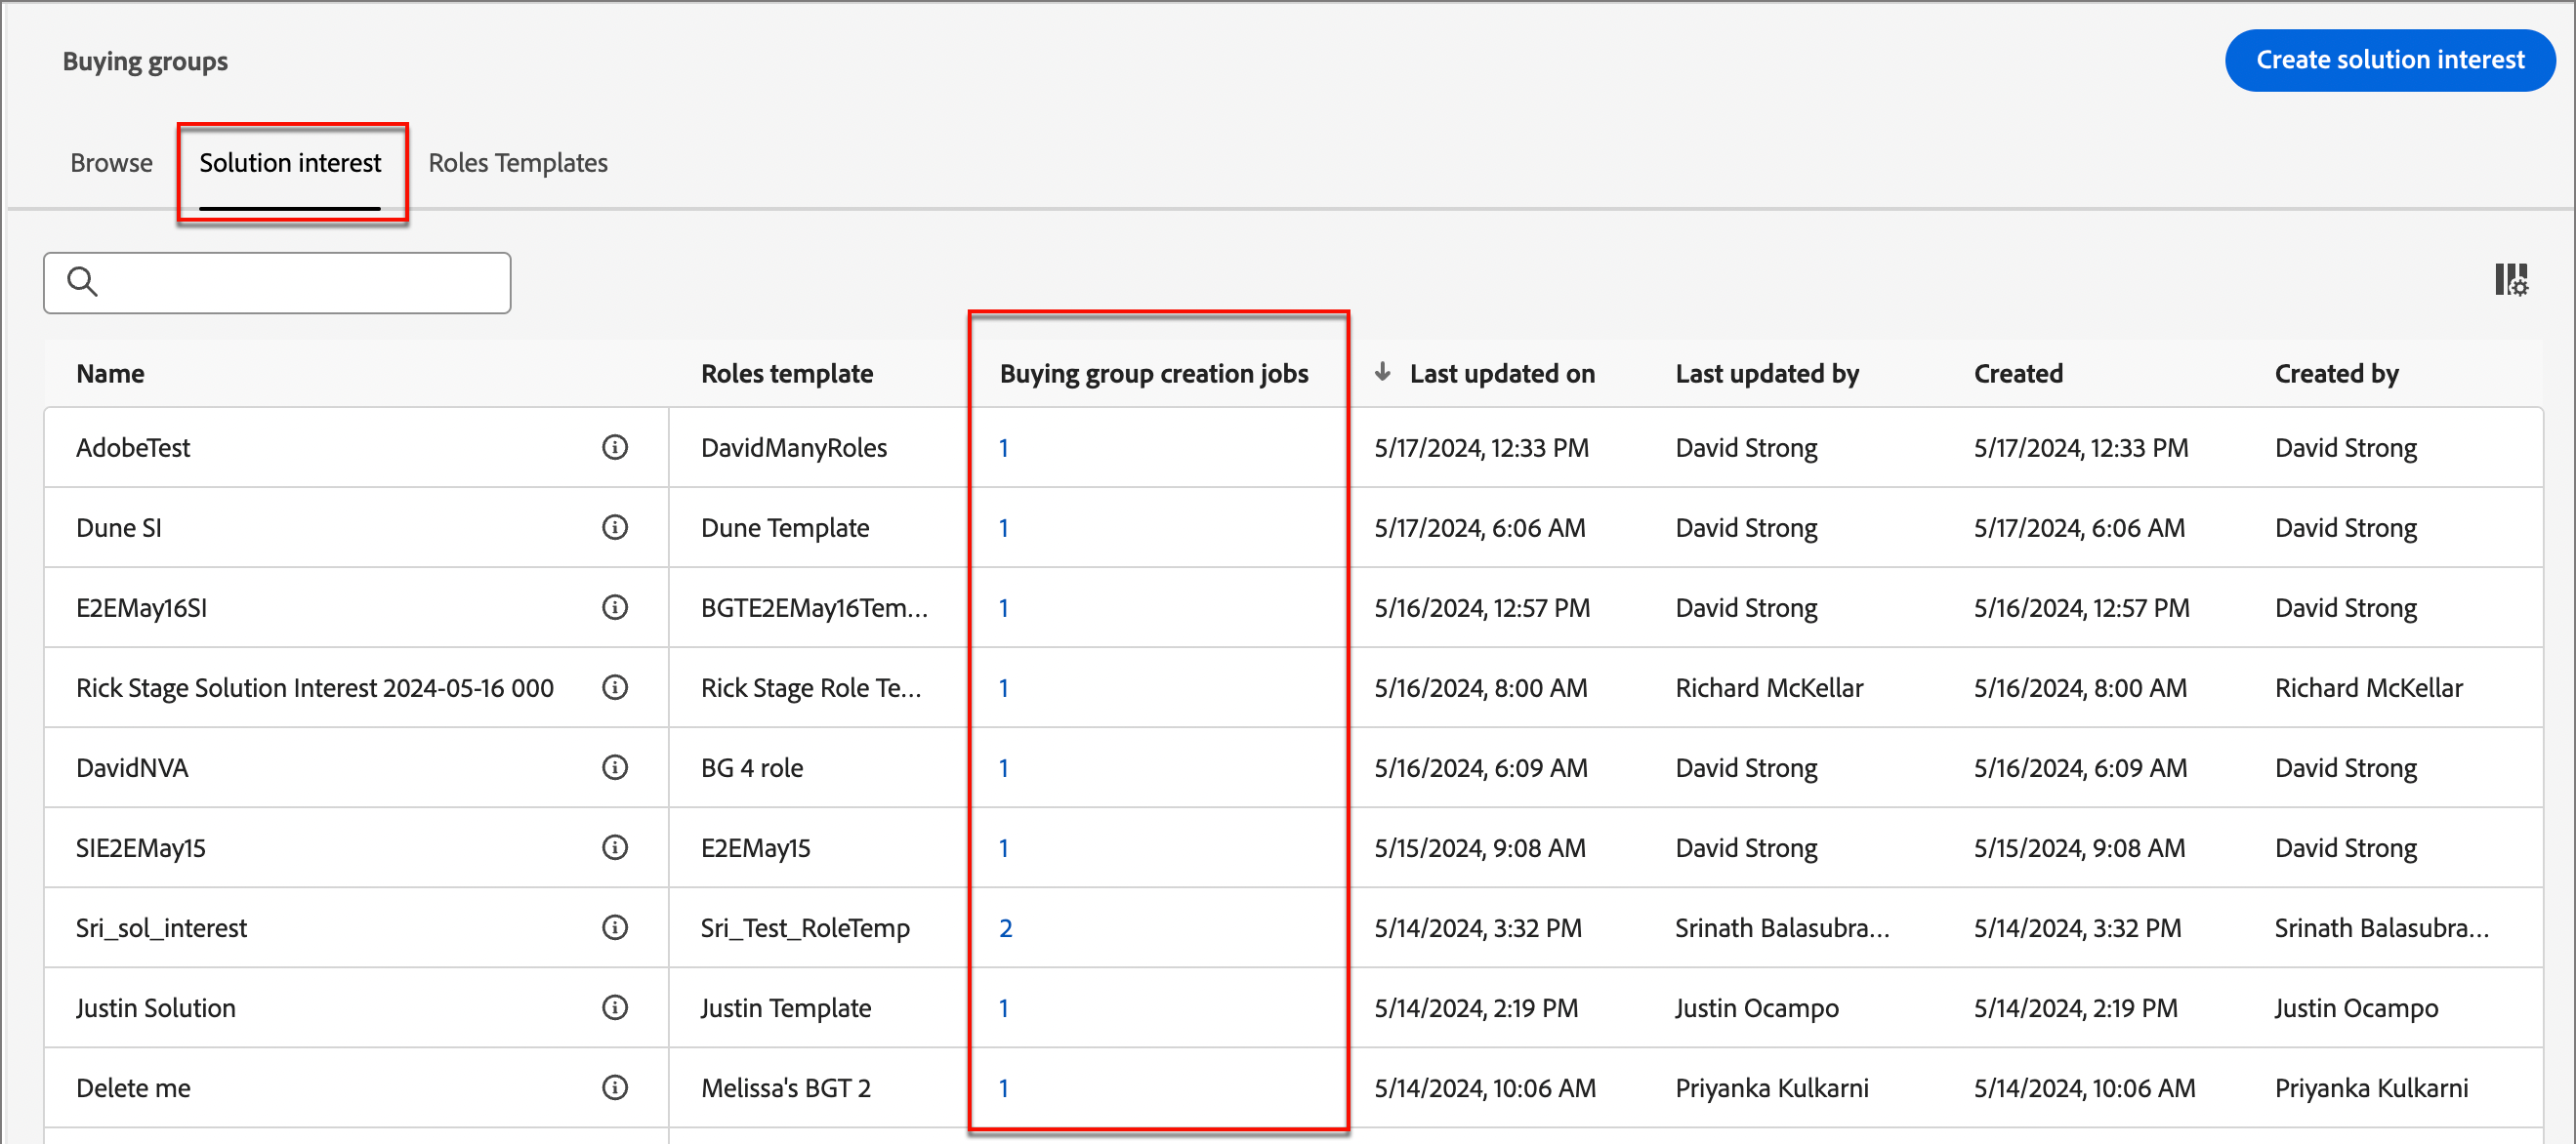 Buying groups
Create solution interest
Browse Solution interest Roles Templates
Name Roles template Buying group creation jobs Last updated on Last updated by Created Created by
AdobeTest DavidManyRoles 1 5/17/2024, 12:33 PM David Strong 5/17/2024, 12:33 PM David Strong
Dune SI Dune Template 1 5/17/2024, 6:06 AM David Strong 5/17/2024, 6:06 AM David Strong
E2EMay16SI BGTE2EMay16Tem... 1 5/16/2024, 12:57 PM David Strong 5/16/2024, 12:57 PM David Strong
Rick Stage Solution Interest 2024-05-16 000 Rick Stage Role Te... 1 5/16/2024, 8:00 AM Richard McKellar 5/16/2024, 8:00 AM Richard McKellar
DavidNVA BG 4 role 1 5/16/2024, 6:09 AM David Strong 5/16/2024, 6:09 AM David Strong
SIE2EMay15 E2EMay15 1 5/15/2024, 9:08 AM David Strong 5/15/2024, 9:08 AM David Strong
Sri_sol_interest Sri_Test_RoleTemp 2 5/14/2024, 3:32 PM Srinath Balasubra... 5/14/2024, 3:32 PM Srinath Balasubra...
Justin Solution Justin Template 1 5/14/2024, 2:19 PM Justin Ocampo 5/14/2024, 2:19 PM Justin Ocampo
Delete me Melissa's BGT 2 1 5/14/2024, 10:06 AM Priyanka Kulkarni 5/14/2024, 10:06 AM Priyanka Kulkarni